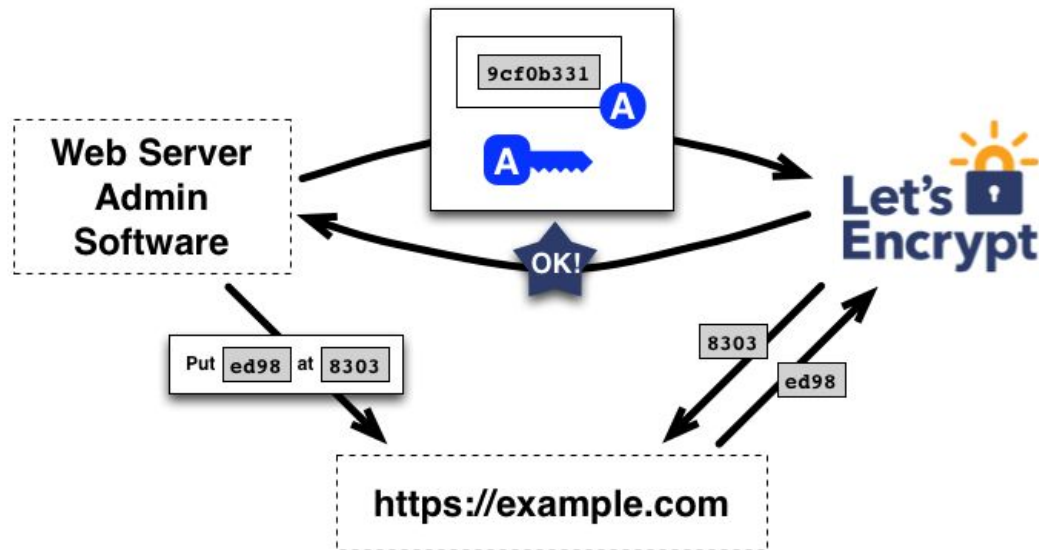 9cf0b331
A
A
Web Server
Admin
Software
Let's
Encrypt
OK!
Put ed98 at 8303
8303
ed98
https://example.com